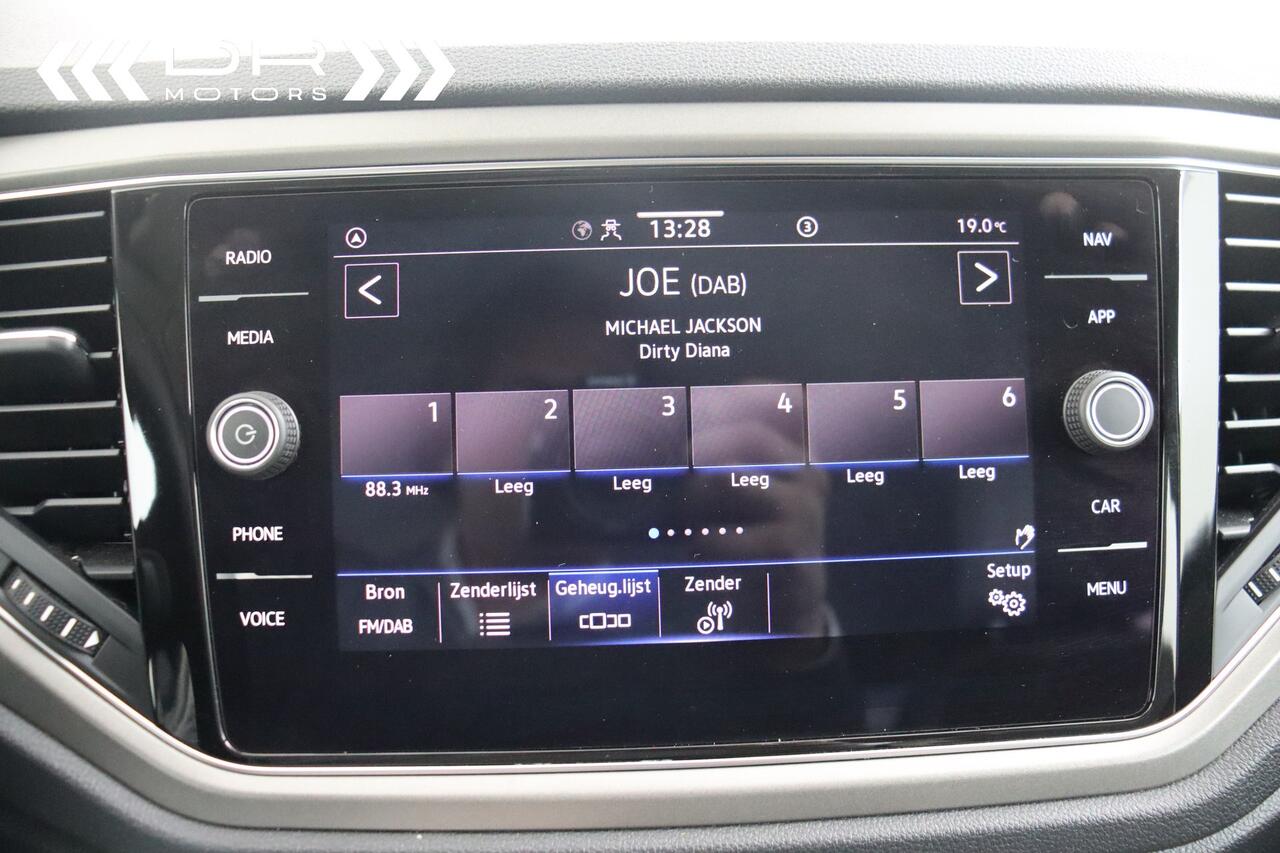 DR
MOTORS
13:28
3
19.0°C
RADIO
MEDIA
PHONE
VOICE
JOE (DAB)
MICHAEL JACKSON
Dirty Diana
1 2 3 4 5 6
88.3 MHz Leeg Leeg Leeg Leeg Leeg
Bron Zenderlijst Geheug.lijst Zender Setup
FM/DAB
NAV
APP
CAR
MENU